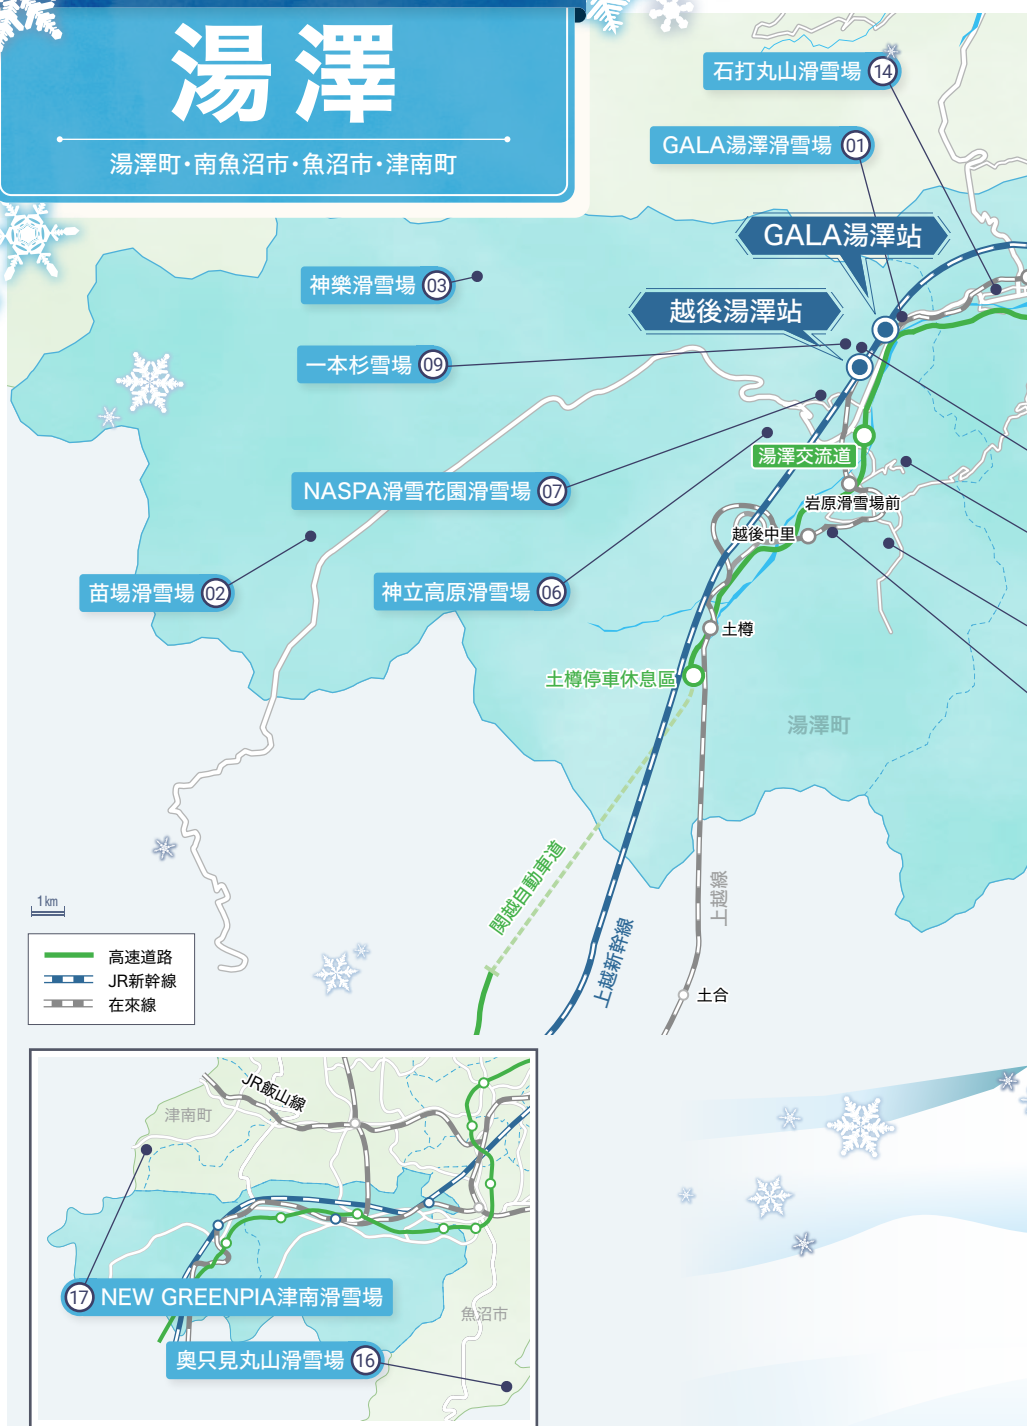 湯澤
湯澤町・南魚沼市・魚沼市・津南町
石打丸山滑雪場 14
GALA湯澤滑雪場 01
GALA湯澤站
神樂滑雪場 03
越後湯澤站
一本杉雪場 09
湯澤交流道
NASPA滑雪花園滑雪場 07
岩原滑雪場前
越後中里
苗場滑雪場 02
神立高原滑雪場 06
土樽
土樽停車休息區
湯澤町
関越自動車道
上越線
上越新幹線
1km
高速道路
JR新幹線
在來線
土合
JR飯山線
津南町
17 NEW GREENPIA津南滑雪場
魚沼市
奧只見丸山滑雪場 16